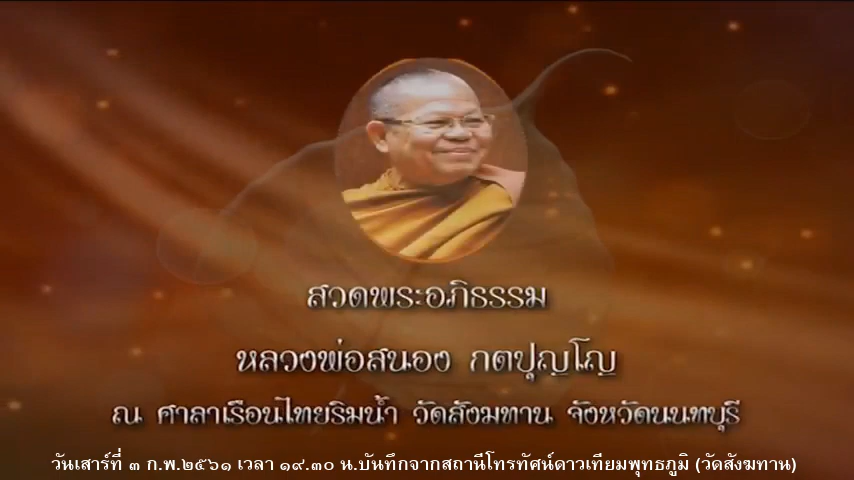 สวดพระอภิธรรม
หลวงพ่อสนอง กตปุญโญ
ณ ศาลาเรือนไทยริมน้ำ วัดสังฆทาน จังหวัดนนทบุรี
วันเสาร์ที่ ๓ ก.พ.๒๕๖๑ เวลา ๑๙.๓๐ น.บันทึกจากสถานีโทรทัศน์ดาวเทียมพุทธภูมิ (วัดสังฆทาน)